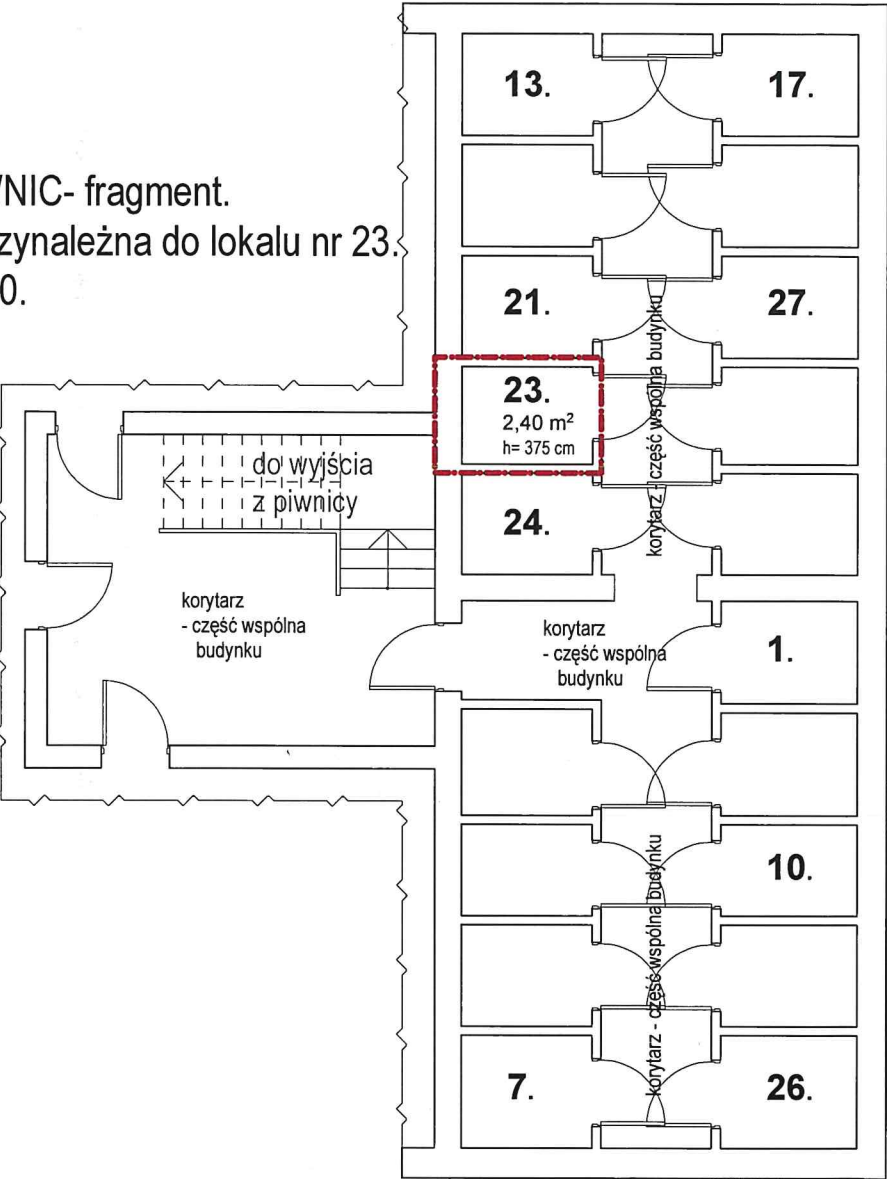 WNIC- fragment.
zynależna do lokalu nr 23.
0.
13.
17.
21.
27.
23.
2,40 m²
h= 375 cm
24.
korytarz - część wspólna budynku
do wyjścia
z piwnicy
korytarz
- część wspólna
budynku
korytarz
- część wspólna
budynku
1.
10.
korytarz - część wspólna budynku
7.
26.